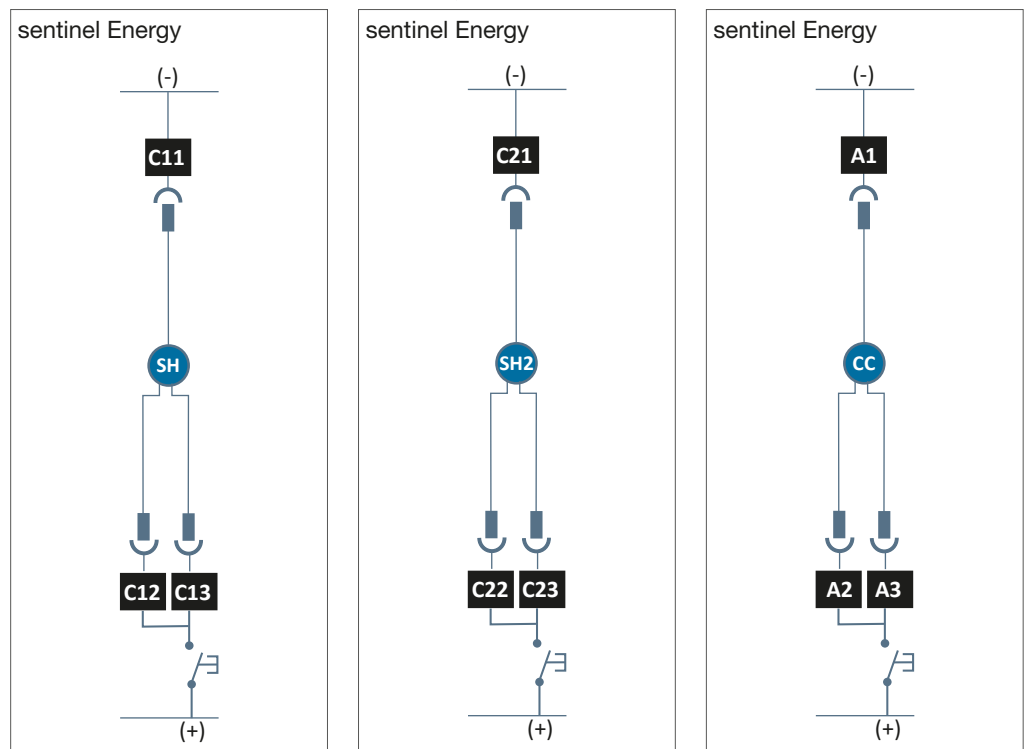 sentinel Energy
(-)
C11
SH
C12 C13
(+)
sentinel Energy
(-)
C21
SH2
C22 C23
(+)
sentinel Energy
(-)
A1
CC
A2 A3
(+)